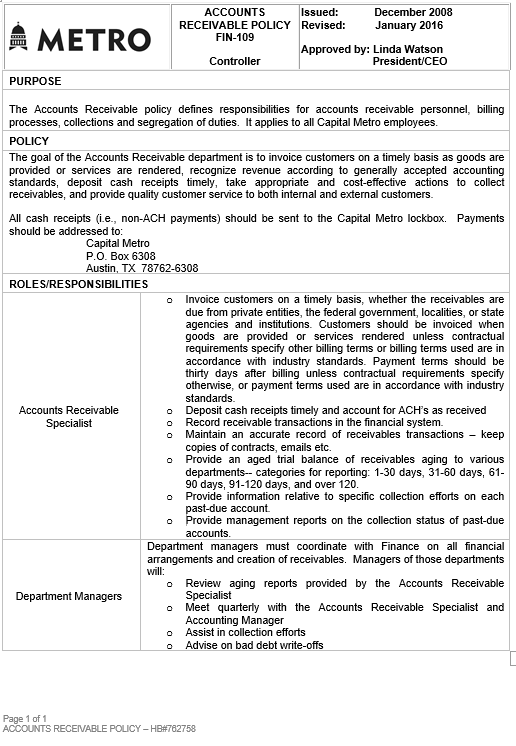 METRO
ACCOUNTS
RECEIVABLE POLICY
FIN-109
Controller
Issued: December 2008
Revised: January 2016
Approved by: Linda Watson
President/CEO
PURPOSE
The Accounts Receivable policy defines responsibilities for accounts receivable personnel, billing
processes, collections and segregation of duties. It applies to all Capital Metro employees.
POLICY
The goal of the Accounts Receivable department is to invoice customers on a timely basis as goods are
provided or services are rendered, recognize revenue according to generally accepted accounting
standards, deposit cash receipts timely, take appropriate and cost-effective actions to collect
receivables, and provide quality customer service to both internal and external customers.
All cash receipts (i.e., non-ACH payments) should be sent to the Capital Metro lockbox. Payments
should be addressed to:
Capital Metro
P.O. Box 6308
Austin, TX 78762-6308
ROLES/RESPONSIBILITIES
Accounts Receivable
Specialist
o Invoice customers on a timely basis, whether the receivables are
due from private entities, the federal government, localities, or state
agencies and institutions. Customers should be invoiced when
goods are provided or services rendered unless contractual
requirements specify other billing terms or billing terms used are in
accordance with industry standards. Payment terms should be
thirty days after billing unless contractual requirements specify
otherwise, or payment terms used are in accordance with industry
standards.
o Deposit cash receipts timely and account for ACH's as received
o Record receivable transactions in the financial system.
o Maintain an accurate record of receivables transactions – keep
copies of contracts, emails etc.
o Provide an aged trial balance of receivables aging to various
departments-- categories for reporting: 1-30 days, 31-60 days, 61-
90 days, 91-120 days, and over 120.
o Provide information relative to specific collection efforts on each
past-due account.
o Provide management reports on the collection status of past-due
accounts.
Department Managers
Department managers must coordinate with Finance on all financial
arrangements and creation of receivables. Managers of those departments
will:
o Review aging reports provided by the Accounts Receivable
Specialist
o Meet quarterly with the Accounts Receivable Specialist and
Accounting Manager
o Assist in collection efforts
o Advise on bad debt write-offs
Page 1 of 1
ACCOUNTS RECEIVABLE POLICY – HB#762758